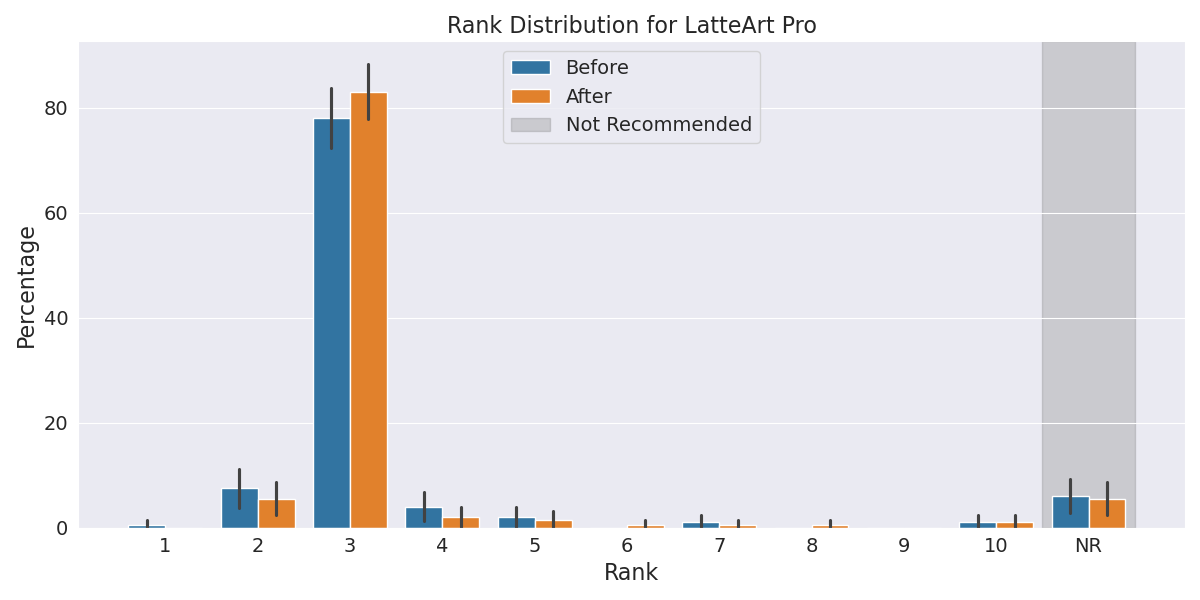 Rank Distribution for LatteArt Pro
Before
After
Not Recommended
Percentage
80
60
40
20
0
1 2 3 4 5 6 7 8 9 10 NR
Rank